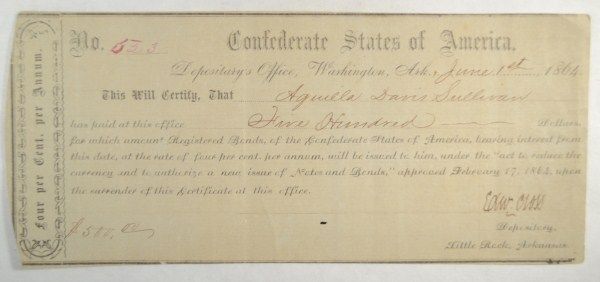 No. 523
Confederate States of America,
Depositary's Office, Washington, Ark., June 1st, 1864
This Will Certify, That Aquilla Davis Sullivan
has paid at this office Five Hundred Dollars,
for which amount Registered Bonds, of the Confederate States of America, bearing interest from
this date, at the rate of four per cent. per annum, will be issued to him, under the "act to reduce the
currency and to authorize a new issue of Notes and Bonds," approved February 17, 1864, upon
the surrender of this Certificate at this office.
$500.00
Edw. Cross
Depositary,
Little Rock, Arkansas
Four per Cent. per Annum.